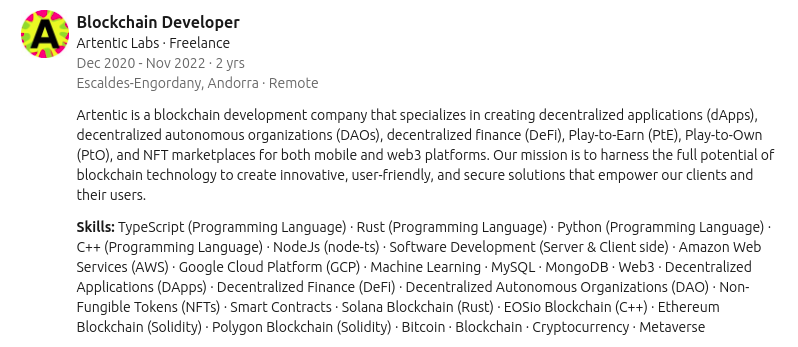 A
Blockchain Developer
Artentic Labs · Freelance
Dec 2020 - Nov 2022 · 2 yrs
Escaldes-Engordany, Andorra · Remote
Artentic is a blockchain development company that specializes in creating decentralized applications (dApps),
decentralized autonomous organizations (DAOs), decentralized finance (DeFi), Play-to-Earn (PtE), Play-to-Own
(PtO), and NFT marketplaces for both mobile and web3 platforms. Our mission is to harness the full potential of
blockchain technology to create innovative, user-friendly, and secure solutions that empower our clients and
their users.
Skills: TypeScript (Programming Language) · Rust (Programming Language) · Python (Programming Language) ·
C++ (Programming Language) · NodeJs (node-ts) · Software Development (Server & Client side) · Amazon Web
Services (AWS) · Google Cloud Platform (GCP) · Machine Learning · MySQL · MongoDB · Web3 · Decentralized
Applications (DApps) · Decentralized Finance (DeFi) · Decentralized Autonomous Organizations (DAO) · Non-
Fungible Tokens (NFTs) · Smart Contracts · Solana Blockchain (Rust) · EOSio Blockchain (C++) · Ethereum
Blockchain (Solidity) · Polygon Blockchain (Solidity) · Bitcoin · Blockchain · Cryptocurrency · Metaverse